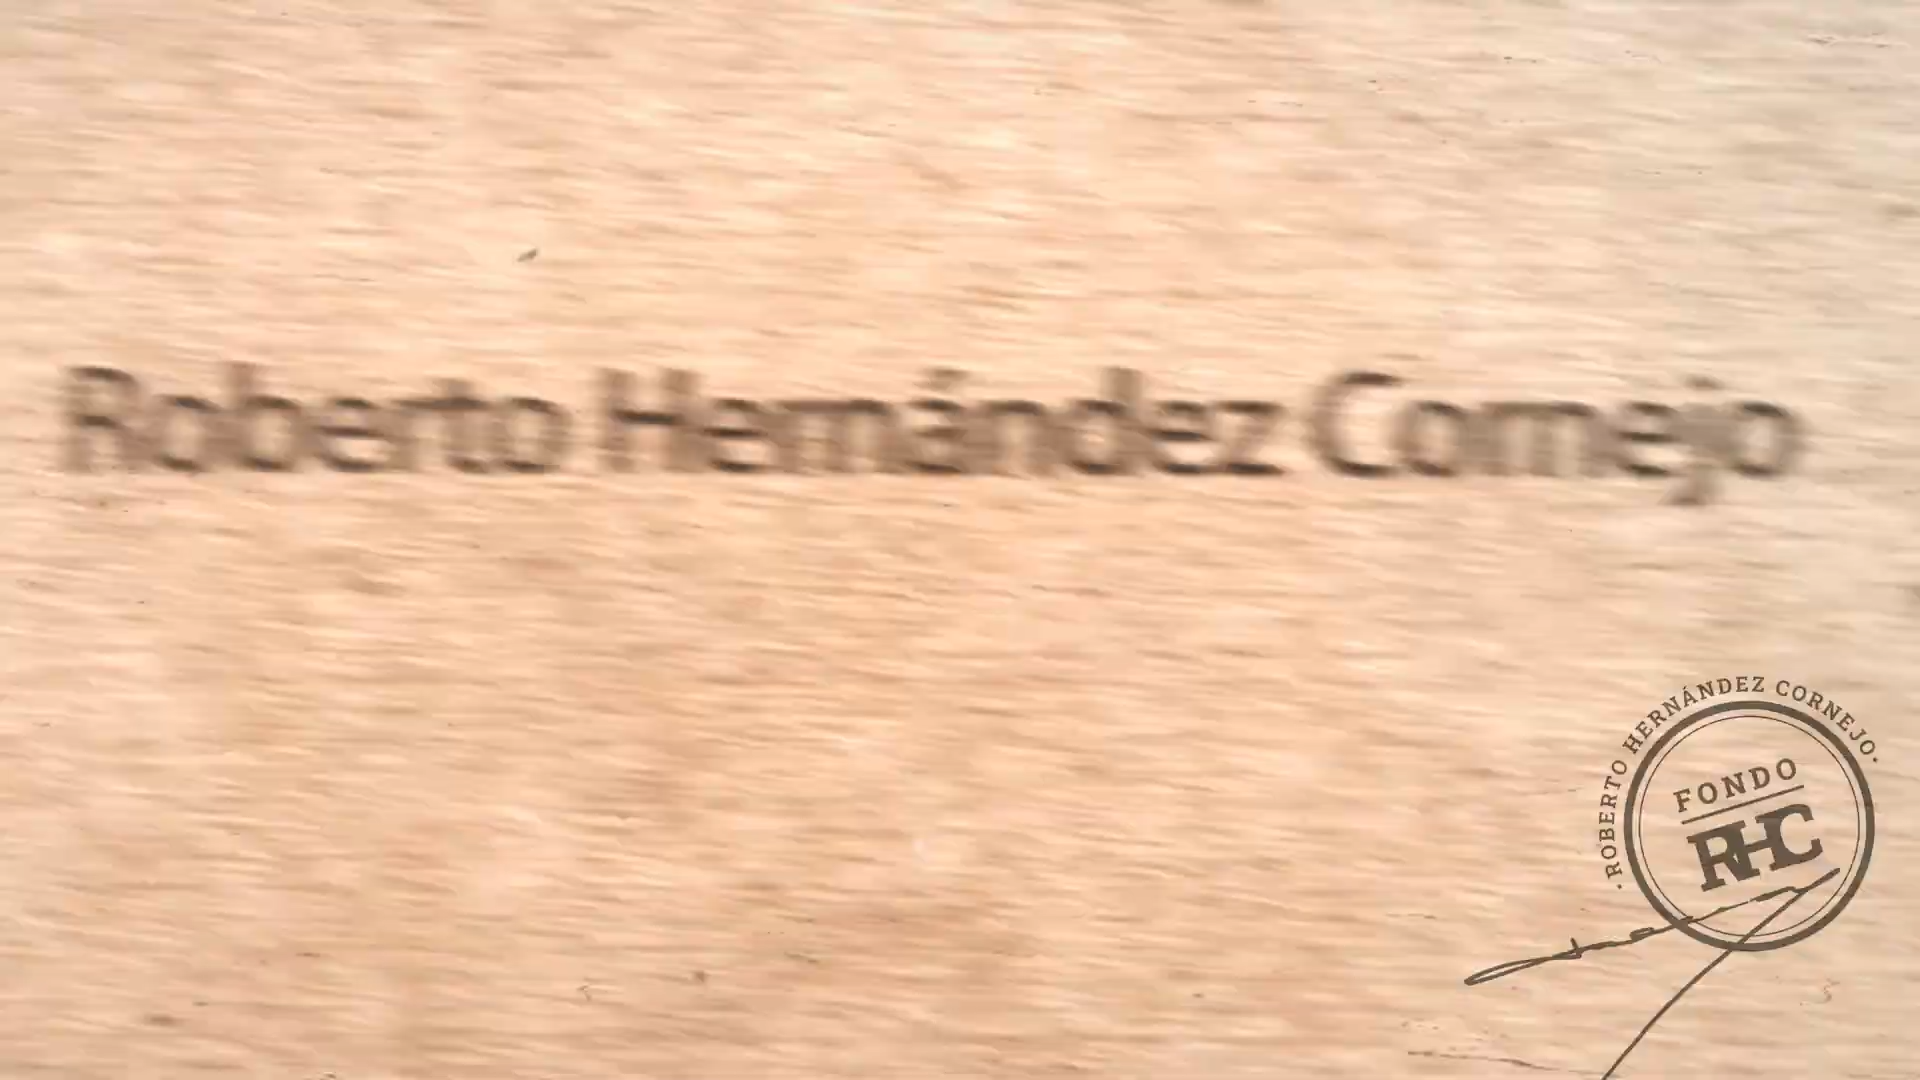 Roberto Hernández Cornejo
· ROBERTO HERNÁNDEZ CORNEJO ·
FONDO
RHC